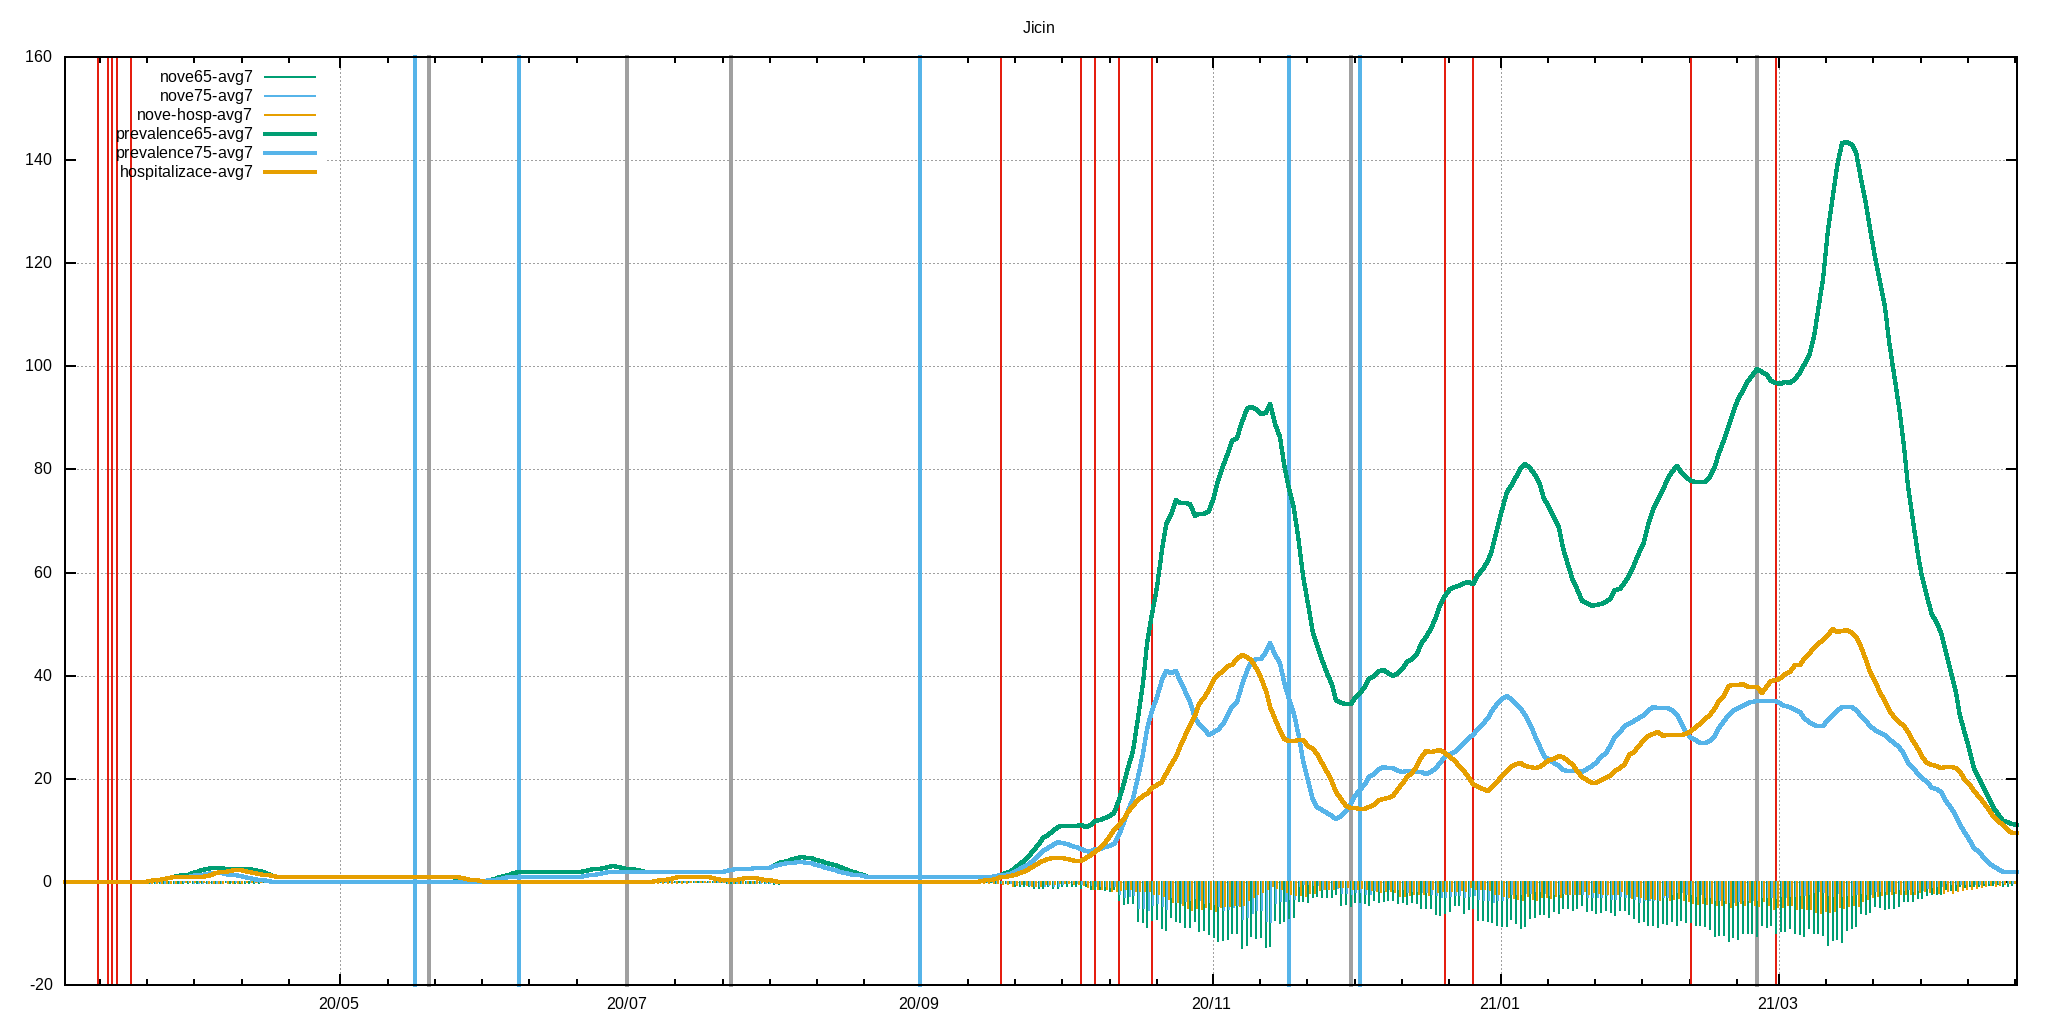 Jicin
160
140
120
100
80
60
40
20
0
-20
nove65-avg7
nove75-avg7
nove-hosp-avg7
prevalence65-avg7
prevalence75-avg7
hospitalizace-avg7
20/05 20/07 20/09 20/11 21/01 21/03